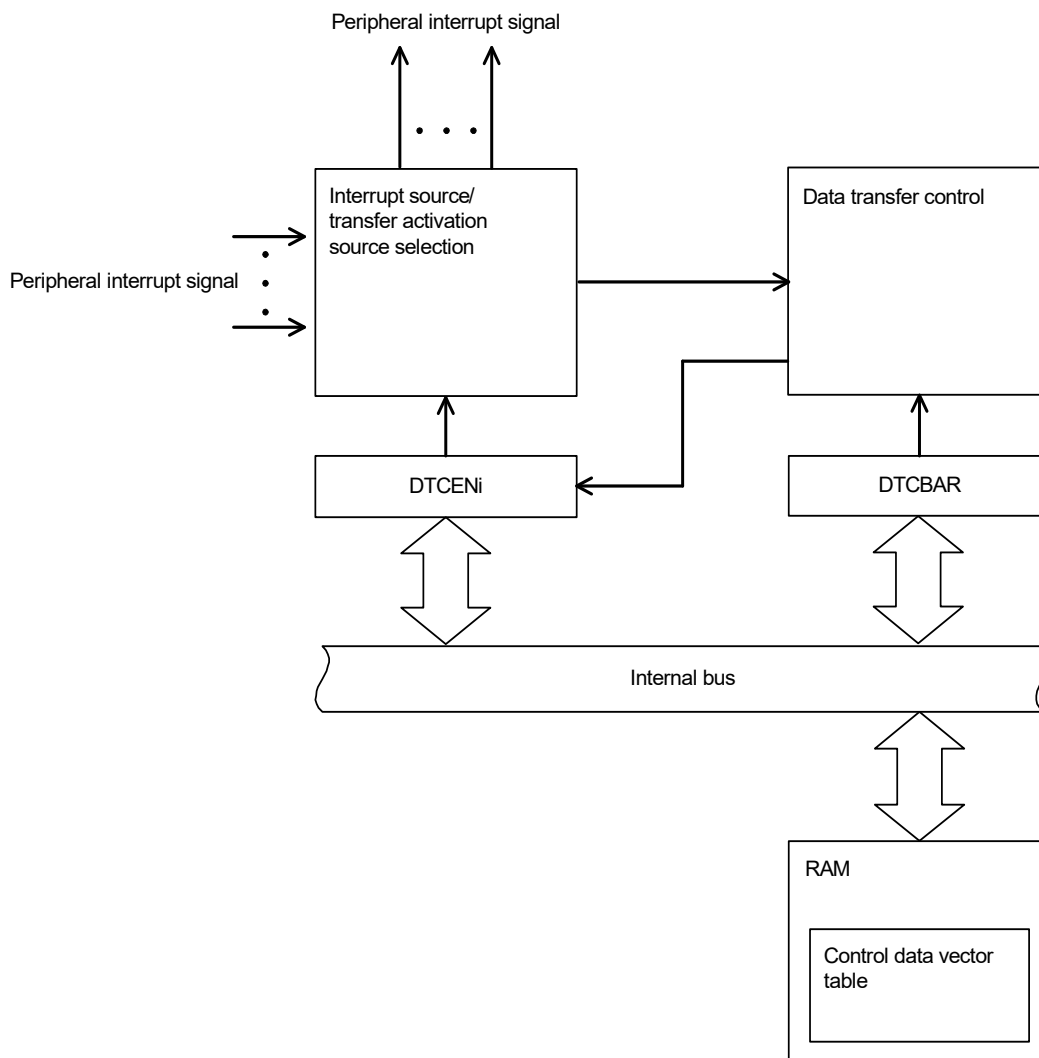 Peripheral interrupt signal
Interrupt source/
transfer activation
source selection
Data transfer control
Peripheral interrupt signal
DTCENi
DTCBAR
Internal bus
RAM
Control data vector
table